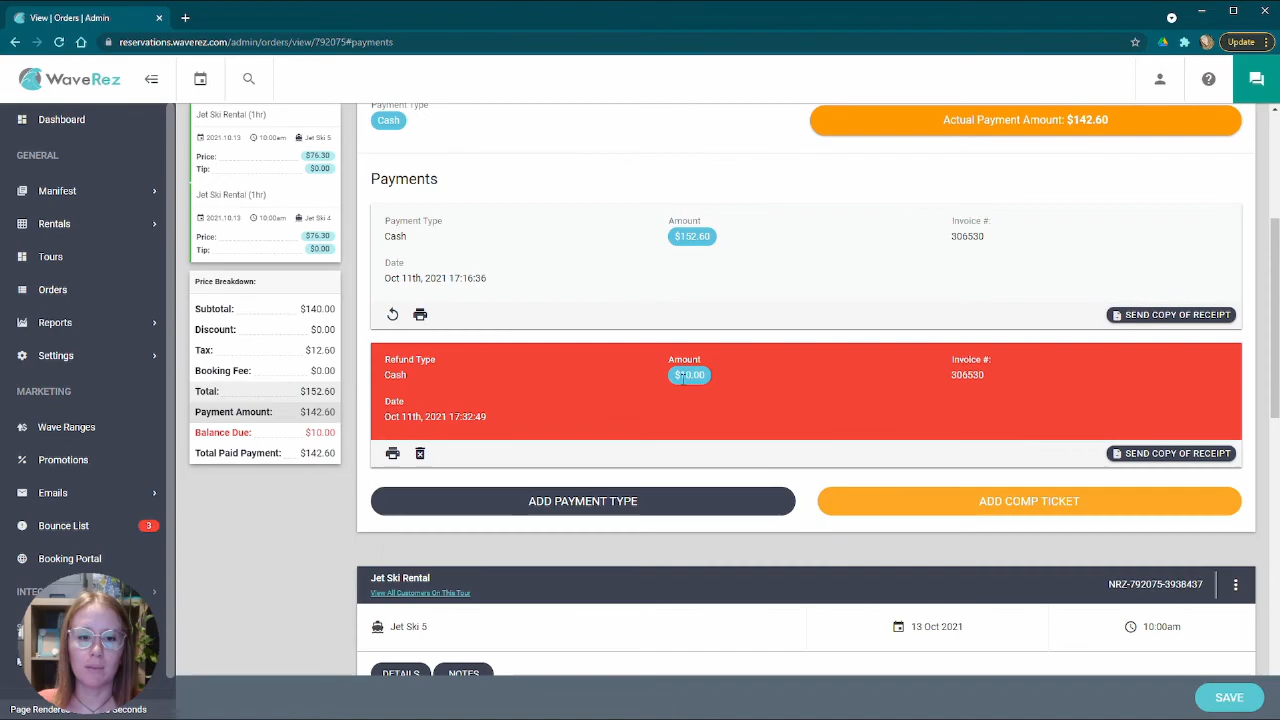 View | Orders | Admin
reservations.waverez.com/admin/orders/view/792075#payments
Update
WaveRez
Dashboard
GENERAL
Manifest
Rentals
Tours
Orders
Reports
Settings
MARKETING
Wave Ranges
Promotions
Emails
Bounce List 3
Booking Portal
Page Rendered
Seconds
Jet Ski Rental (1hr)
2021.10.13 10:00am Jet Ski 5
Price: $76.30
Tip: $0.00
Jet Ski Rental (1hr)
2021.10.13 10:00am Jet Ski 4
Price: $76.30
Tip: $0.00
Price Breakdown:
Subtotal: $140.00
Discount: $0.00
Tax: $12.60
Booking Fee: $0.00
Total: $152.60
Payment Amount: $142.60
Balance Due: $10.00
Total Paid Payment: $142.60
Payment Type
Cash
Actual Payment Amount: $142.60
Payments
Payment Type Amount Invoice #:
Cash $152.60 306530
Date
Oct 11th, 2021 17:16:36
SEND COPY OF RECEIPT
Refund Type Amount Invoice #:
Cash $10.00 306530
Date
Oct 11th, 2021 17:32:49
SEND COPY OF RECEIPT
ADD PAYMENT TYPE ADD COMP TICKET
Jet Ski Rental NRZ-792075-3938437
View All Customers On This Tour
Jet Ski 5 13 Oct 2021 10:00am
DETAILS NOTES
SAVE